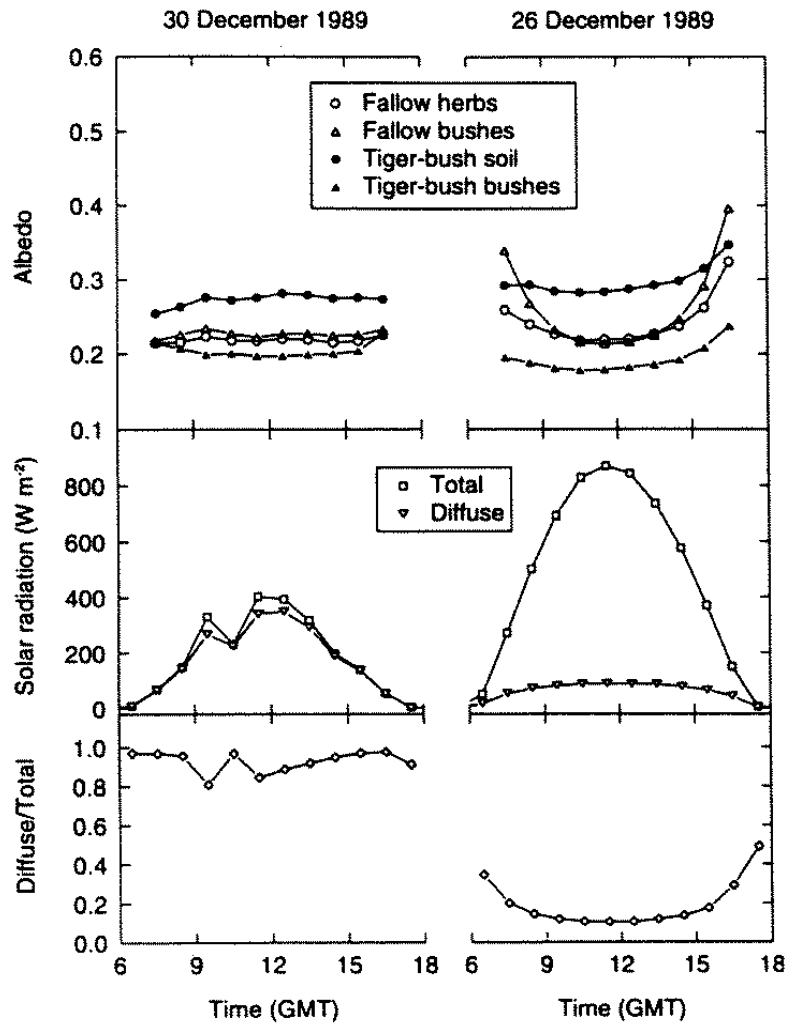 30 December 1989
26 December 1989
0.6
0.5
0.4
0.3
0.2
0.1
Albedo
Fallow herbs
Fallow bushes
Tiger-bush soil
Tiger-bush bushes
800
600
400
200
0
Solar radiation (W m⁻²)
Total
Diffuse
1.0
0.8
0.6
0.4
0.2
0.0
Diffuse/Total
6 9 12 15 18
6 9 12 15 18
Time (GMT)
Time (GMT)